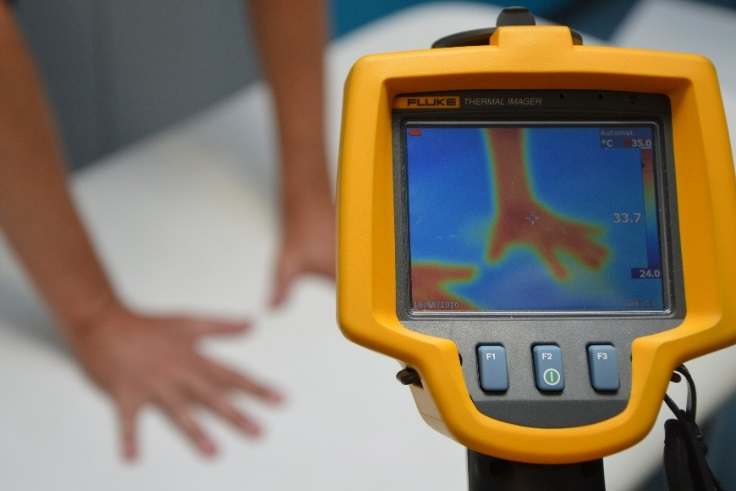 FLUKE THERMAL IMAGER
Automat.
°C 35.0
33.7
24.0
F1 F2 F3